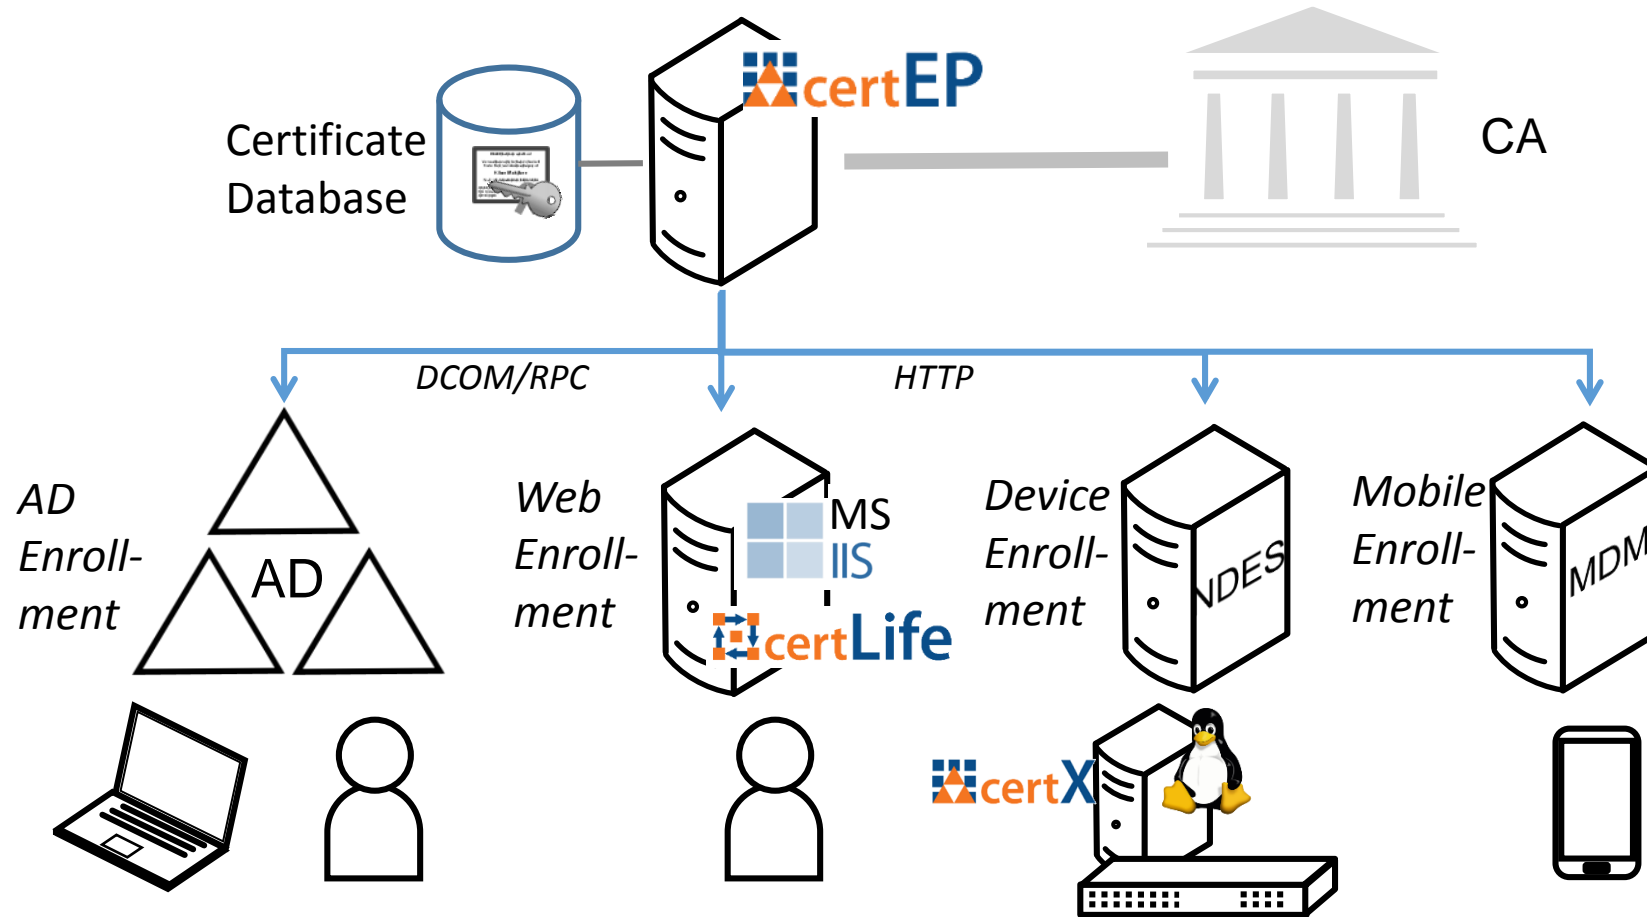 certEP
Certificate
Database
CA
DCOM/RPC
HTTP
AD
Enroll-
ment
AD
Web
Enroll-
ment
MS
IIS
certLife
Device
Enroll-
ment
NDES
Mobile
Enroll-
ment
MDM
certX